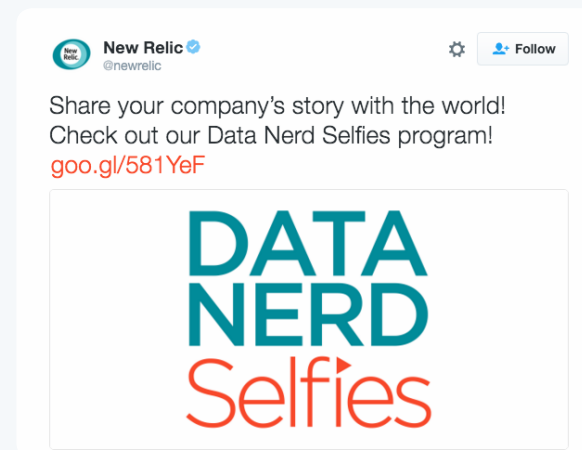 New Relic
New Relic
@newrelic
Follow
Share your company's story with the world!
Check out our Data Nerd Selfies program!
goo.gl/581YeF
DATA
NERD
Selfies